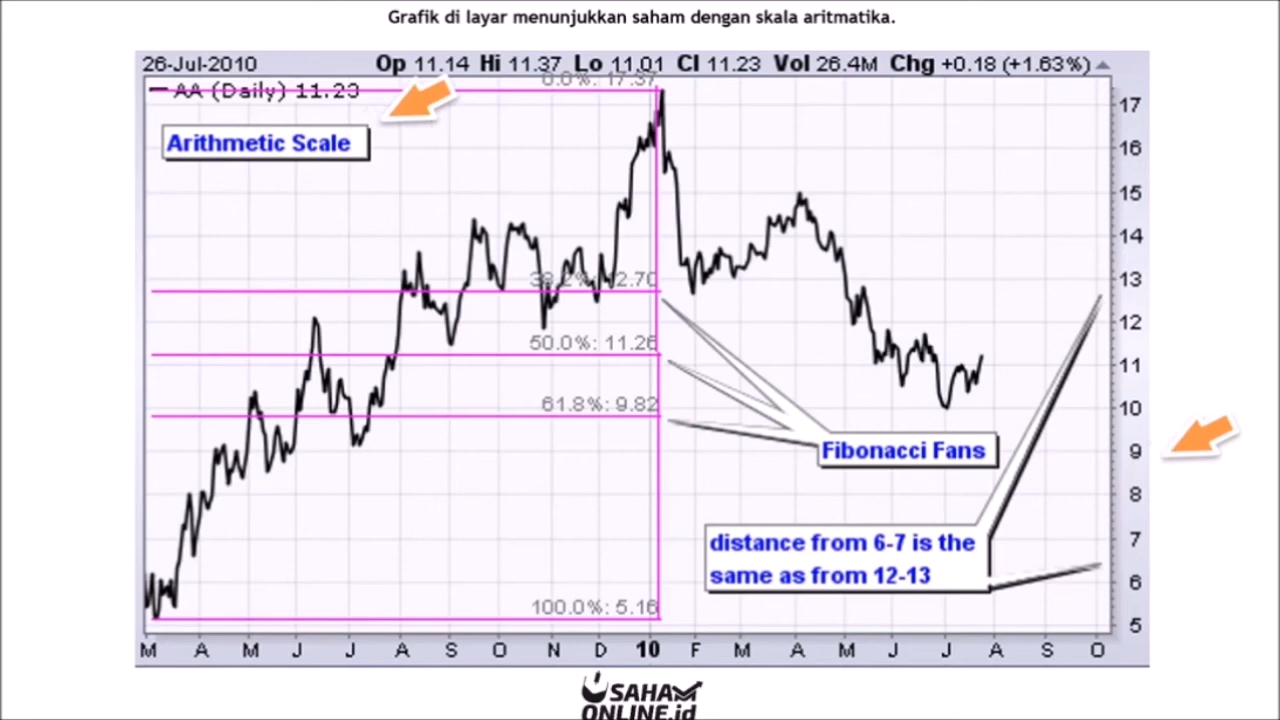 Grafik di layar menunjukkan saham dengan skala aritmatika.
26-Jul-2010 Op 11.14 Hi 11.37 Lo 11.01 Cl 11.23 Vol 26.4M Chg +0.18 (+1.63%)
0.0%: 17.37
AA (Daily) 11.23
Arithmetic Scale
17
16
15
14
13
12
11
10
9
8
7
6
5
38.2%: 12.70
50.0%: 11.26
61.8%: 9.82
100.0%: 5.16
Fibonacci Fans
distance from 6-7 is the
same as from 12-13
M A M J J A S O N D 10 F M A M J J A S O
SAHAM
ONLINE.id